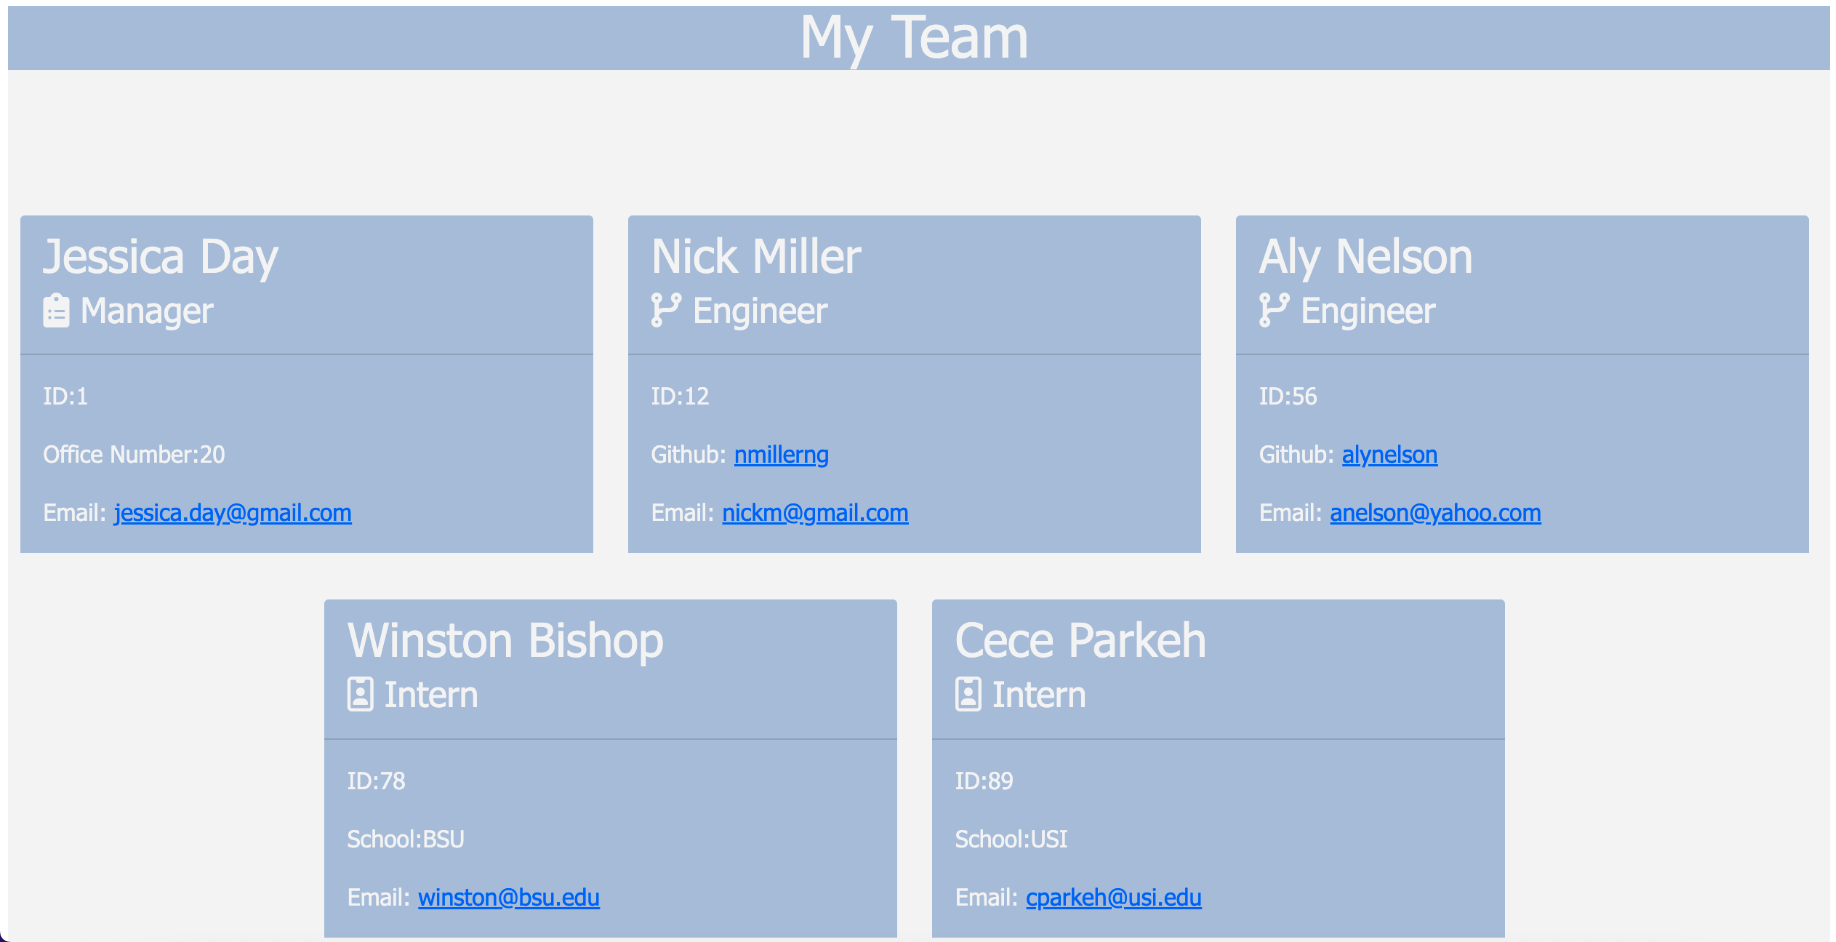 My Team
Jessica Day
Manager
ID:1
Office Number:20
Email: jessica.day@gmail.com
Nick Miller
Engineer
ID:12
Github: nmillerng
Email: nickm@gmail.com
Aly Nelson
Engineer
ID:56
Github: alynelson
Email: anelson@yahoo.com
Winston Bishop
Intern
ID:78
School:BSU
Email: winston@bsu.edu
Cece Parkeh
Intern
ID:89
School:USI
Email: cparkeh@usi.edu